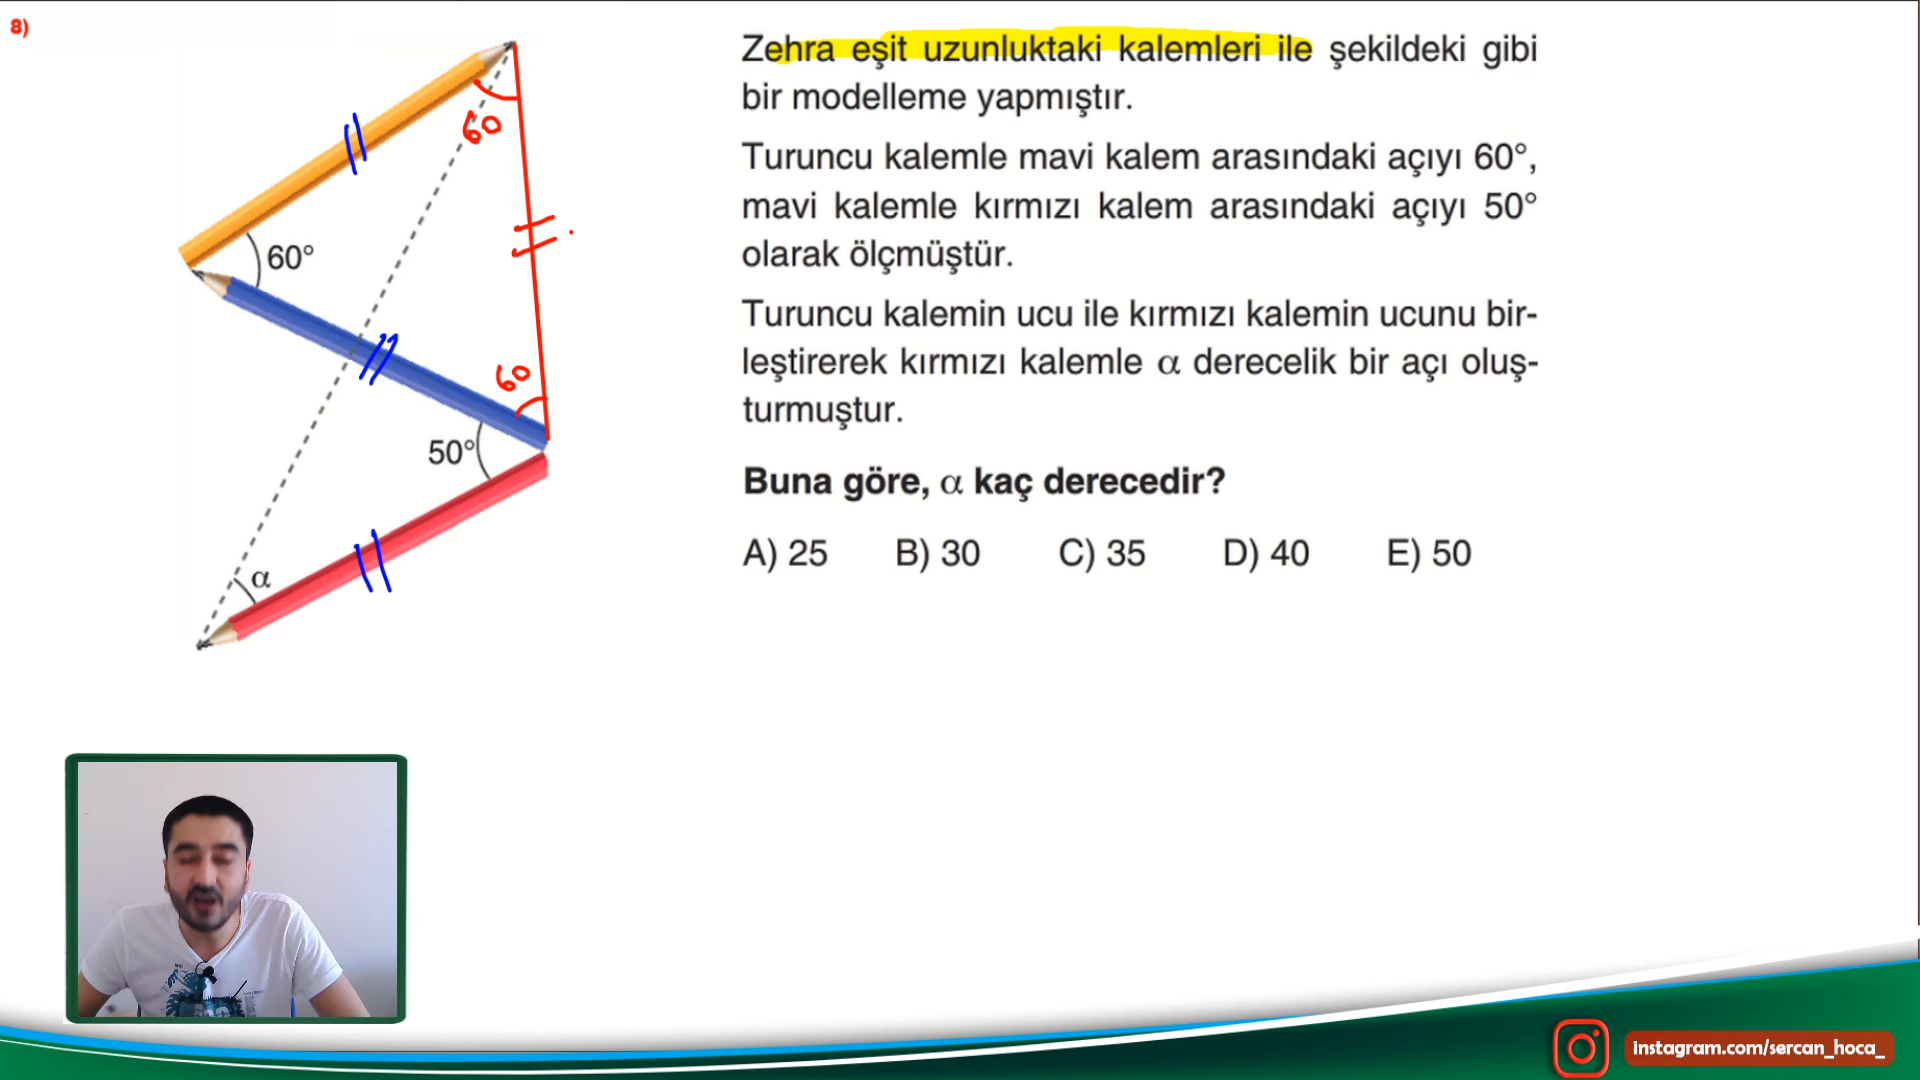 8)
Zehra eşit uzunluktaki kalemleri ile şekildeki gibi
bir modelleme yapmıştır.
Turuncu kalemle mavi kalem arasındaki açıyı 60°,
mavi kalemle kırmızı kalem arasındaki açıyı 50°
olarak ölçmüştür.
Turuncu kalemin ucu ile kırmızı kalemin ucunu bir-
leştirerek kırmızı kalemle α derecelik bir açı oluş-
turmuştur.
Buna göre, α kaç derecedir?
A) 25 B) 30 C) 35 D) 40 E) 50
60
60°
60
50°
α
instagram.com/sercan_hoca_